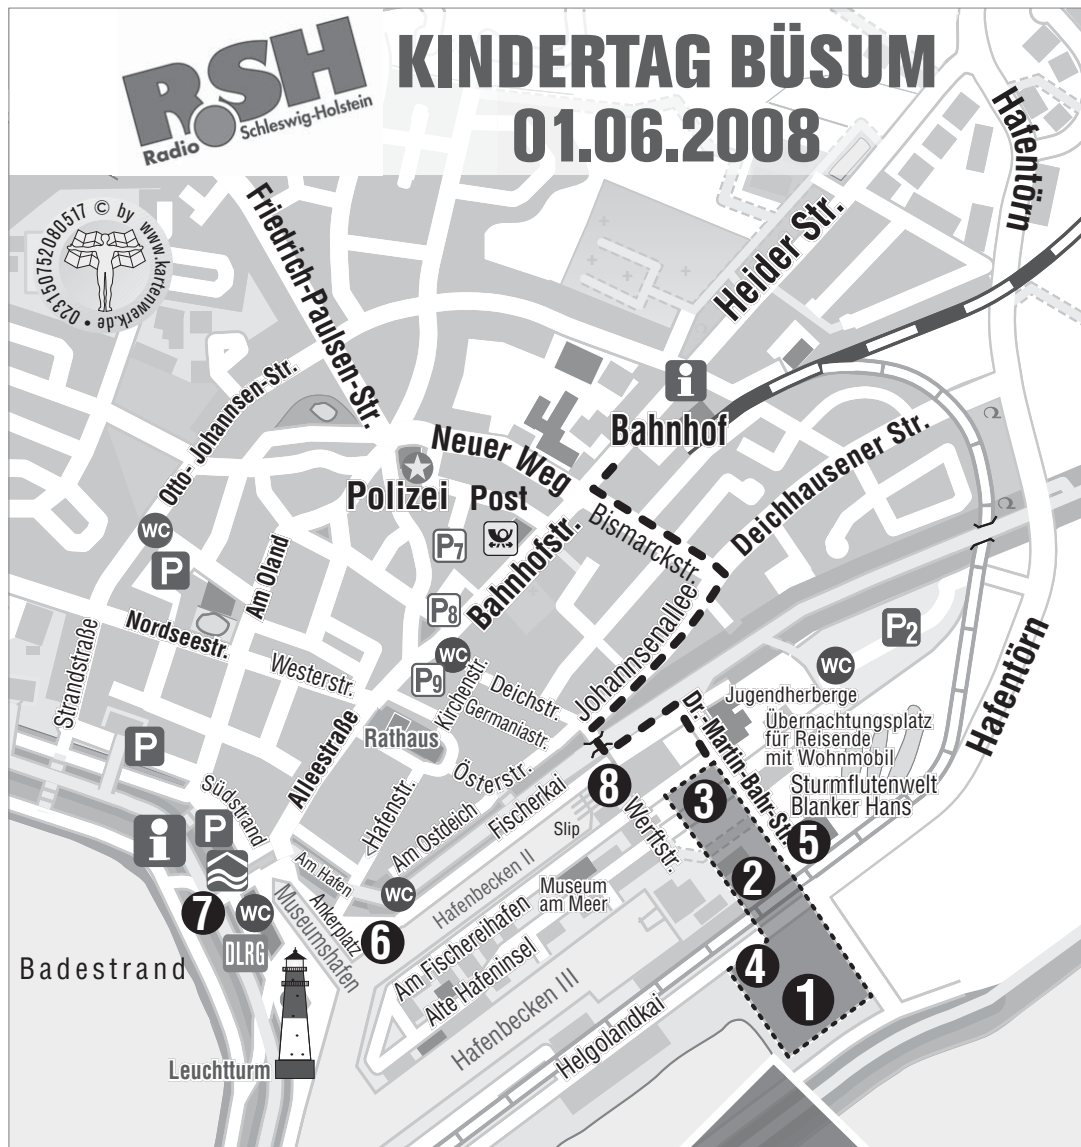 R.SH
Radio Schleswig-Holstein
KINDERTAG BÜSUM
01.06.2008
023150752080517 © by www.kartenwerk.de •
Friedrich-Paulsen-Str.
Hafentörn
Heider Str.
Otto-Johannsen-Str.
i
Bahnhof
Neuer Weg
Polizei
Post
Deichhausener Str.
Bismarckstr.
Bahnhofstr.
WC
P
P7
Am Oland
P8
Johannsenallee
P2
Nordseestr.
Strandstraße
Westerstr.
WC
P9
Kirchenstr.
Deichstr.
Germaniastr.
WC
Jugendherberge
Dr.-Martin-Bahr-Str.
Übernachtungsplatz
für Reisende
mit Wohnmobil
Hafentörn
Rathaus
P
Alleestraße
Österstr.
Sturmflutenwelt
Blanker Hans
Südstrand
<Hafenstr.
Am Ostdeich
Fischerkai
8
3
Werftstr.
Slip
5
P
i
Am Hafen
WC
Hafenbecken II
Museum
am Meer
2
7
WC
Museumshafen
Ankerplatz
6
Am Fischereihafen
DLRG
Badestrand
Alte Hafeninsel
4
1
Hafenbecken III
Helgolandkai
Leuchtturm